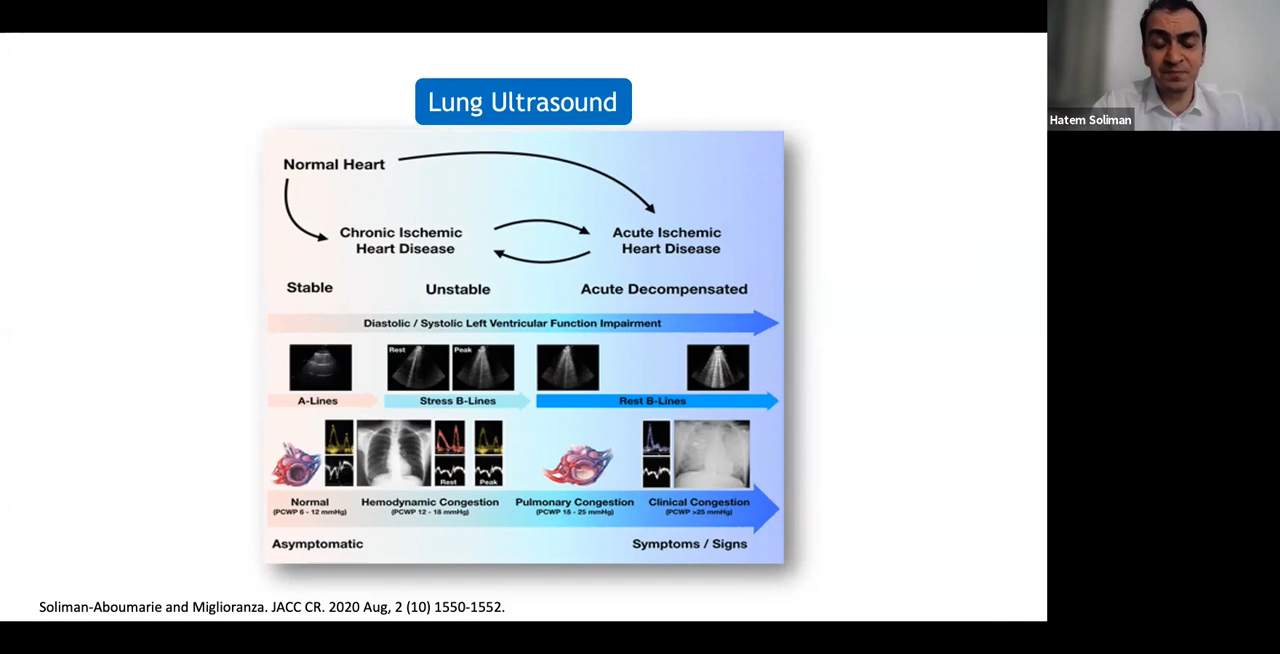 Lung Ultrasound
Hatem Soliman
Normal Heart
Chronic Ischemic
Heart Disease
Acute Ischemic
Heart Disease
Stable
Unstable
Acute Decompensated
Diastolic / Systolic Left Ventricular Function Impairment
Rest
Peak
A-Lines
Stress B-Lines
Rest B-Lines
Rest
Peak
Normal
(PCWP 6 - 12 mmHg)
Hemodynamic Congestion
(PCWP 12 - 18 mmHg)
Pulmonary Congestion
(PCWP 18 - 25 mmHg)
Clinical Congestion
(PCWP >25 mmHg)
Asymptomatic
Symptoms / Signs
Soliman-Aboumarie and Miglioranza. JACC CR. 2020 Aug, 2 (10) 1550-1552.